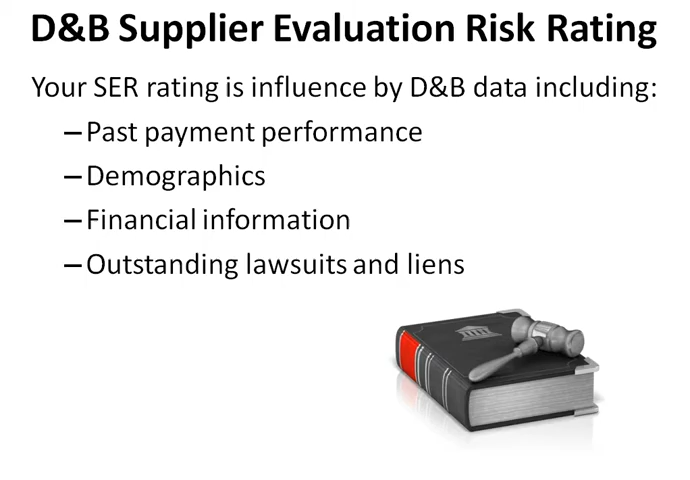 D&B Supplier Evaluation Risk Rating
Your SER rating is influence by D&B data including:
– Past payment performance
– Demographics
– Financial information
– Outstanding lawsuits and liens